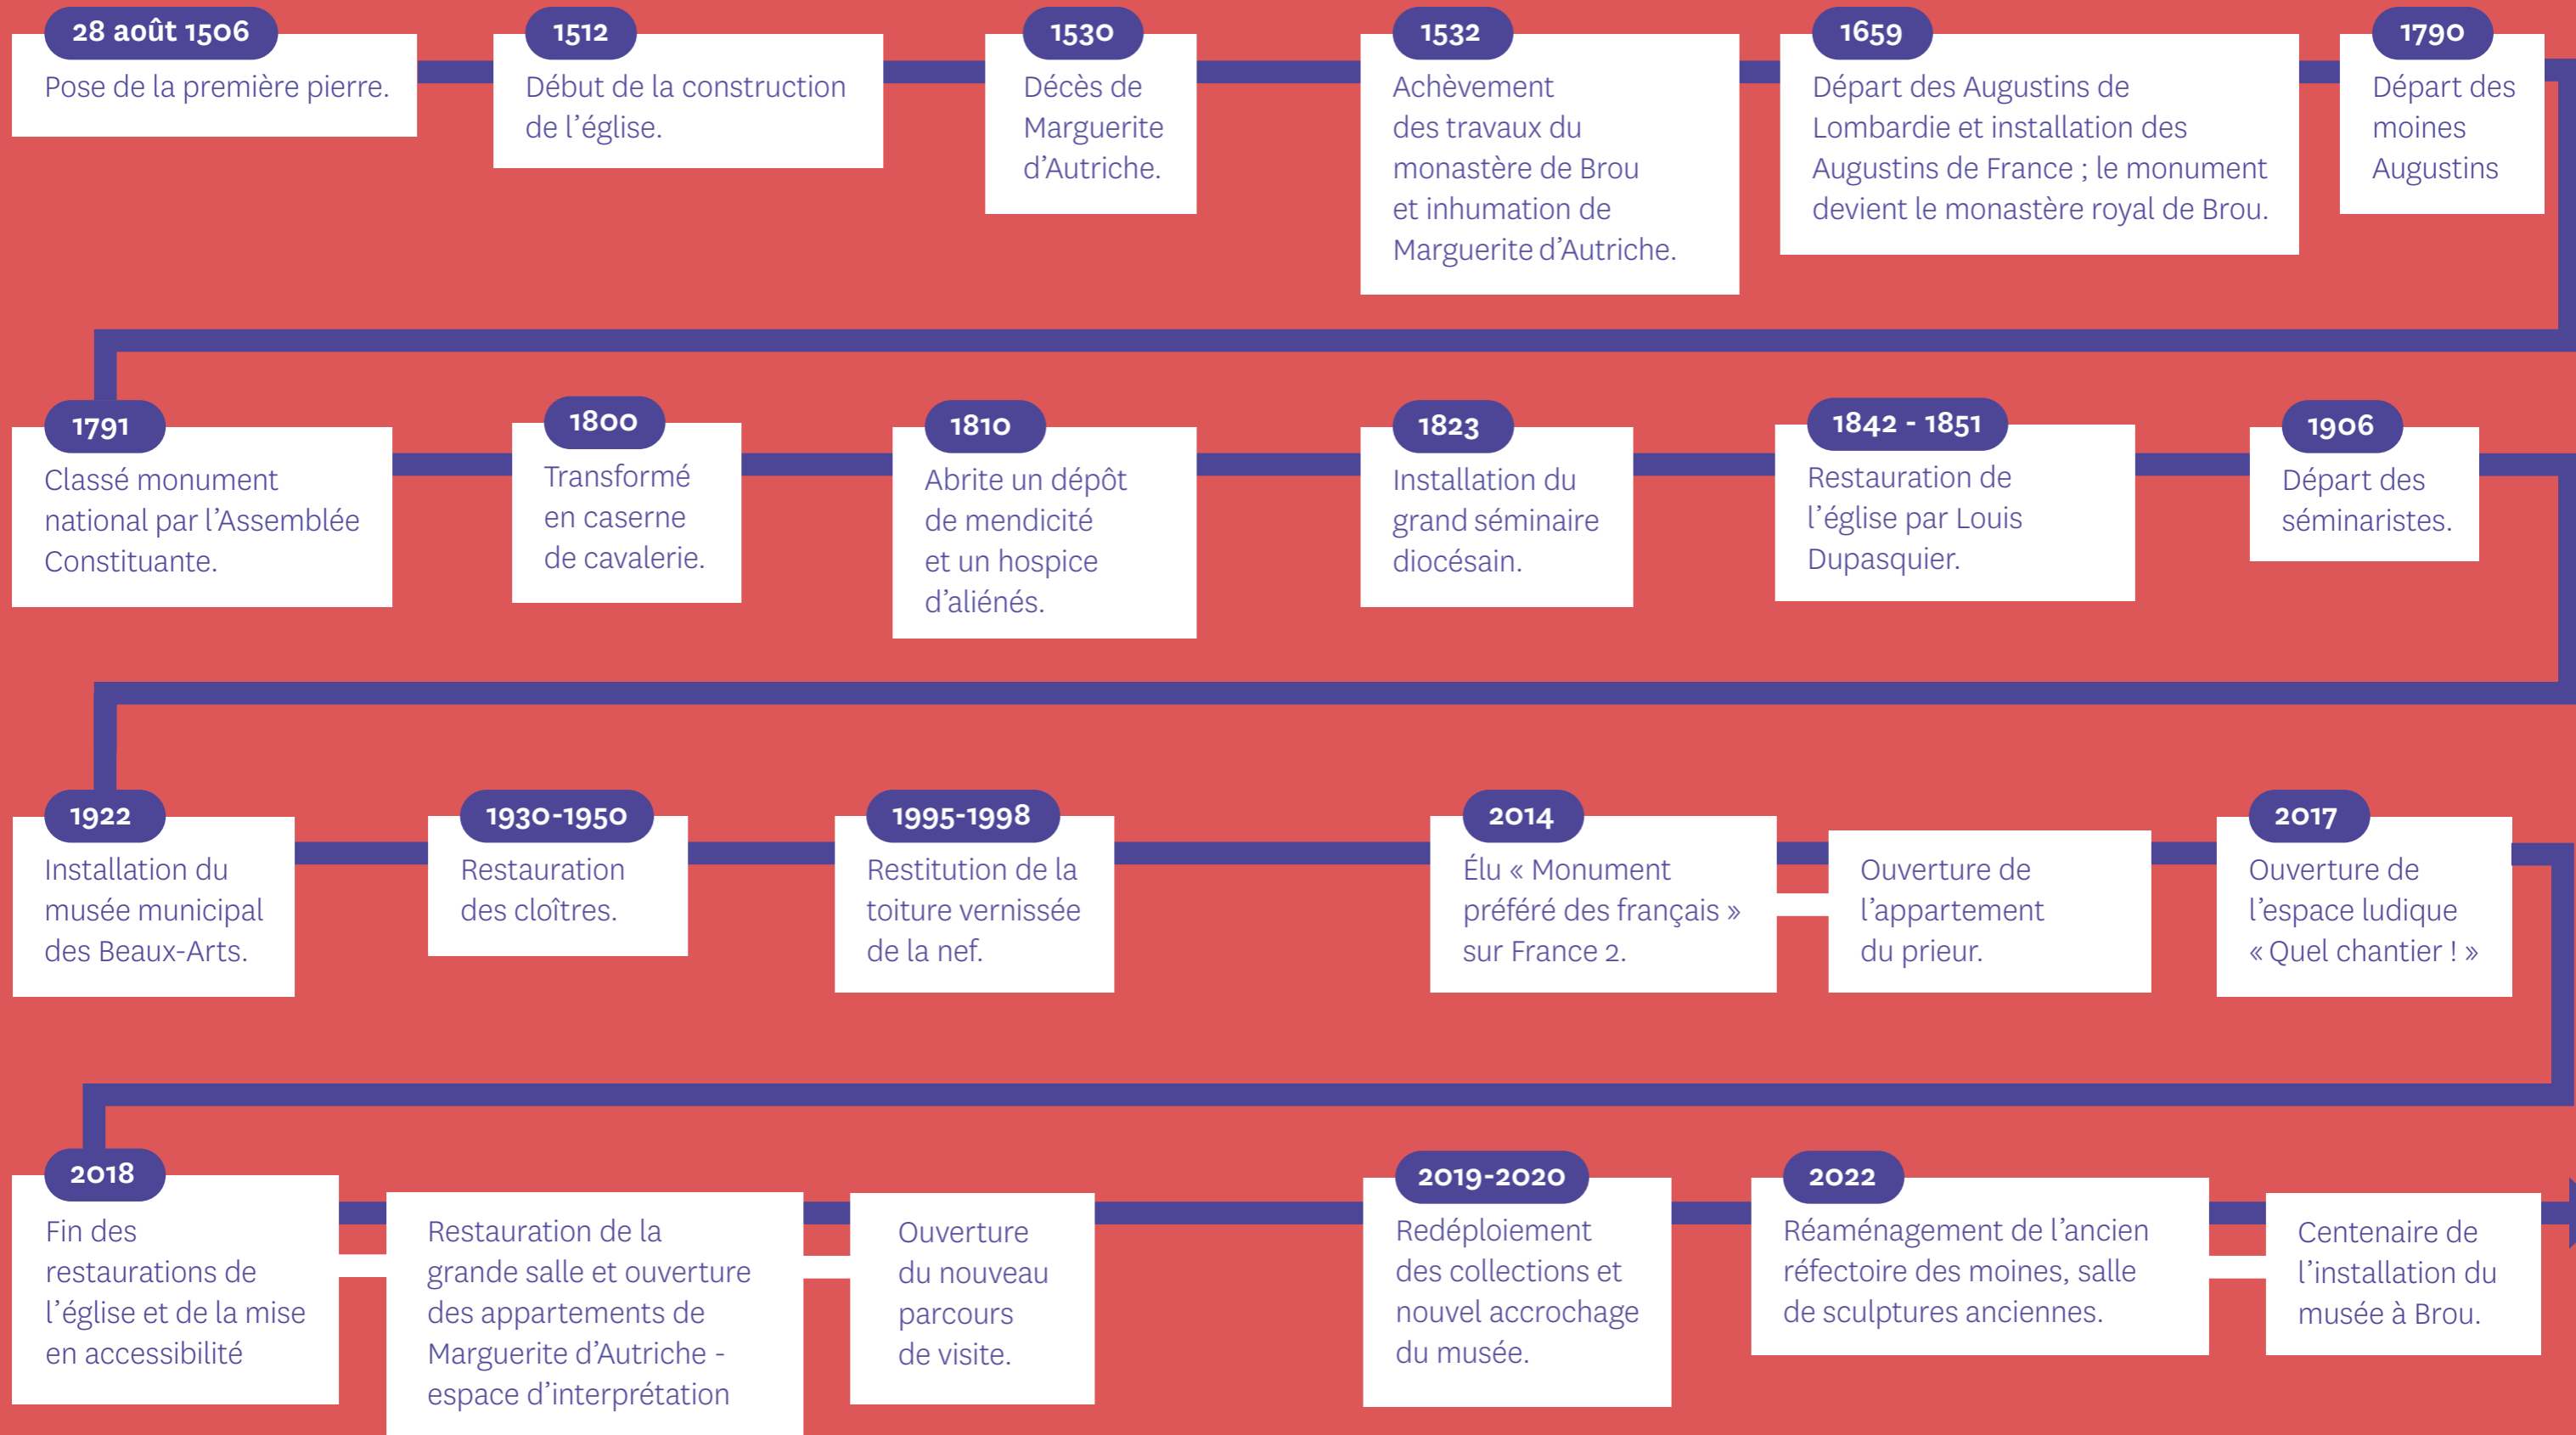 28 août 1506
Pose de la première pierre.
1512
Début de la construction
de l'église.
1530
Décès de
Marguerite
d'Autriche.
1532
Achèvement
des travaux du
monastère de Brou
et inhumation de
Marguerite d'Autriche.
1659
Départ des Augustins de
Lombardie et installation des
Augustins de France ; le monument
devient le monastère royal de Brou.
1790
Départ des
moines
Augustins
1791
Classé monument
national par l'Assemblée
Constituante.
1800
Transformé
en caserne
de cavalerie.
1810
Abrite un dépôt
de mendicité
et un hospice
d'aliénés.
1823
Installation du
grand séminaire
diocésain.
1842 - 1851
Restauration de
l'église par Louis
Dupasquier.
1906
Départ des
séminaristes.
1922
Installation du
musée municipal
des Beaux-Arts.
1930-1950
Restauration
des cloîtres.
1995-1998
Restitution de la
toiture vernissée
de la nef.
2014
Élu « Monument
préféré des français »
sur France 2.
Ouverture de
l'appartement
du prieur.
2017
Ouverture de
l'espace ludique
« Quel chantier ! »
2018
Fin des
restaurations de
l'église et de la mise
en accessibilité
Restauration de la
grande salle et ouverture
des appartements de
Marguerite d'Autriche -
espace d'interprétation
Ouverture
du nouveau
parcours
de visite.
2019-2020
Redéploiement
des collections et
nouvel accrochage
du musée.
2022
Réaménagement de l'ancien
réfectoire des moines, salle
de sculptures anciennes.
Centenaire de
l'installation du
musée à Brou.